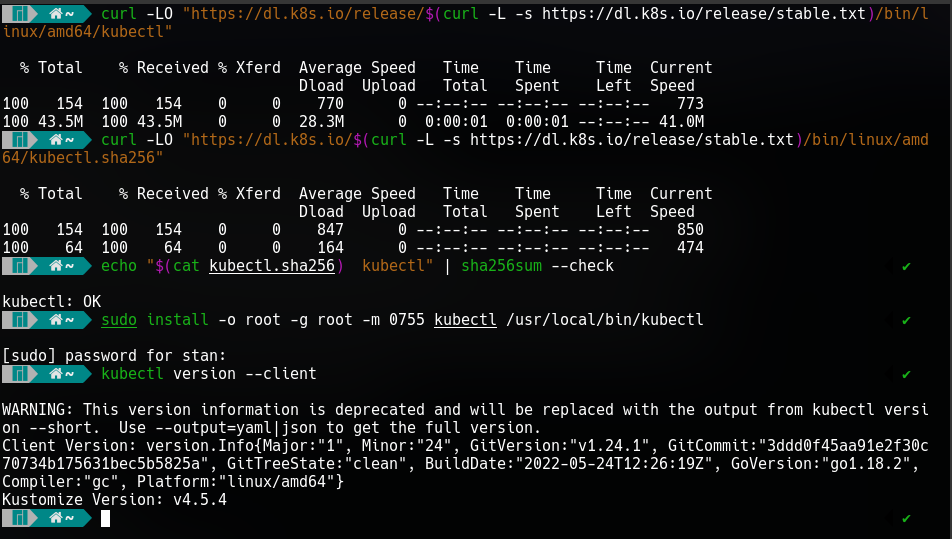 ~ curl -LO "https://dl.k8s.io/release/$(curl -L -s https://dl.k8s.io/release/stable.txt)/bin/l
inux/amd64/kubectl"
% Total    % Received % Xferd  Average Speed   Time    Time     Time  Current
Dload  Upload   Total   Spent    Left  Speed
100   154  100   154    0     0    770      0 --:--:-- --:--:-- --:--:--   773
100 43.5M  100 43.5M    0     0  28.3M      0  0:00:01  0:00:01 --:--:-- 41.0M
~ curl -LO "https://dl.k8s.io/$(curl -L -s https://dl.k8s.io/release/stable.txt)/bin/linux/amd
64/kubectl.sha256"
% Total    % Received % Xferd  Average Speed   Time    Time     Time  Current
Dload  Upload   Total   Spent    Left  Speed
100   154  100   154    0     0    847      0 --:--:-- --:--:-- --:--:--   850
100    64  100    64    0     0    164      0 --:--:-- --:--:-- --:--:--   474
~ echo "$(cat kubectl.sha256)  kubectl" | sha256sum --check ✔
kubectl: OK
~ sudo install -o root -g root -m 0755 kubectl /usr/local/bin/kubectl ✔
[sudo] password for stan:
~ kubectl version --client ✔
WARNING: This version information is deprecated and will be replaced with the output from kubectl versi
on --short.  Use --output=yaml|json to get the full version.
Client Version: version.Info{Major:"1", Minor:"24", GitVersion:"v1.24.1", GitCommit:"3ddd0f45aa91e2f30c
70734b175631bec5b5825a", GitTreeState:"clean", BuildDate:"2022-05-24T12:26:19Z", GoVersion:"go1.18.2",
Compiler:"gc", Platform:"linux/amd64"}
Kustomize Version: v4.5.4
~ ✔